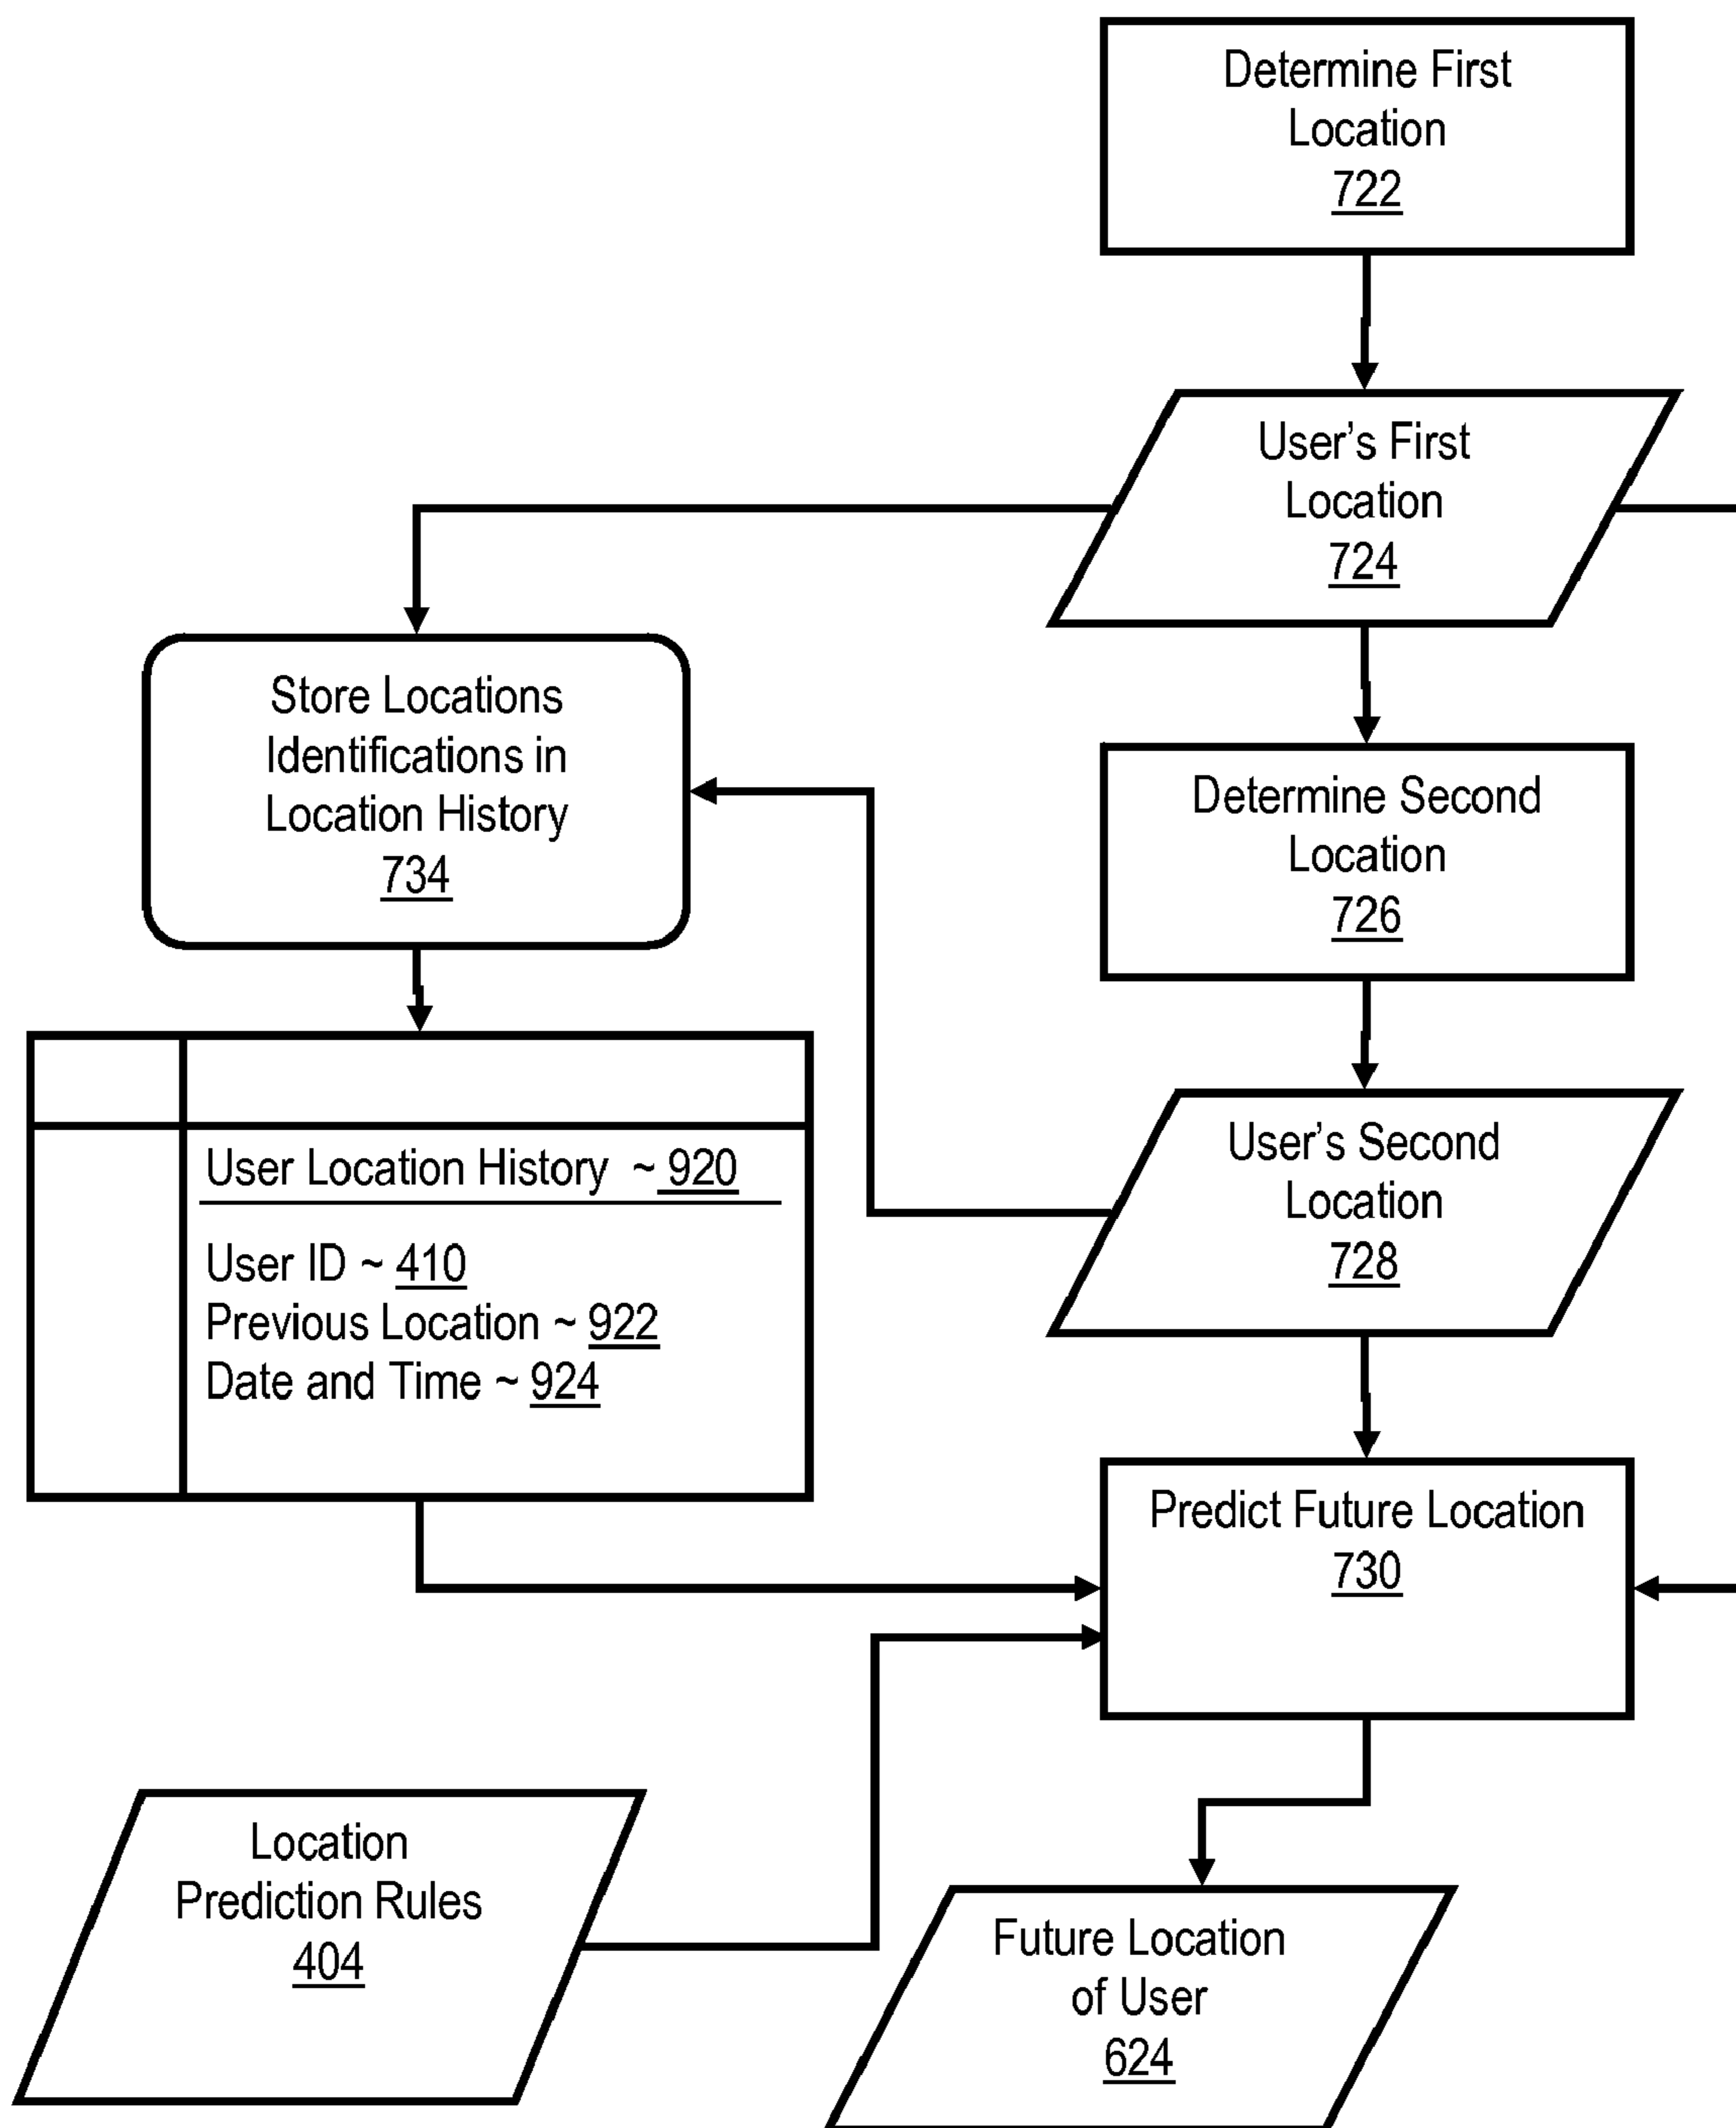 Determine First
Location
722
User's First
Location
724
Store Locations
Identifications in
Location History
734
Determine Second
Location
726
User Location History ~ 920
User ID ~ 410
Previous Location ~ 922
Date and Time ~ 924
User's Second
Location
728
Predict Future Location
730
Location
Prediction Rules
404
Future Location
of User
624